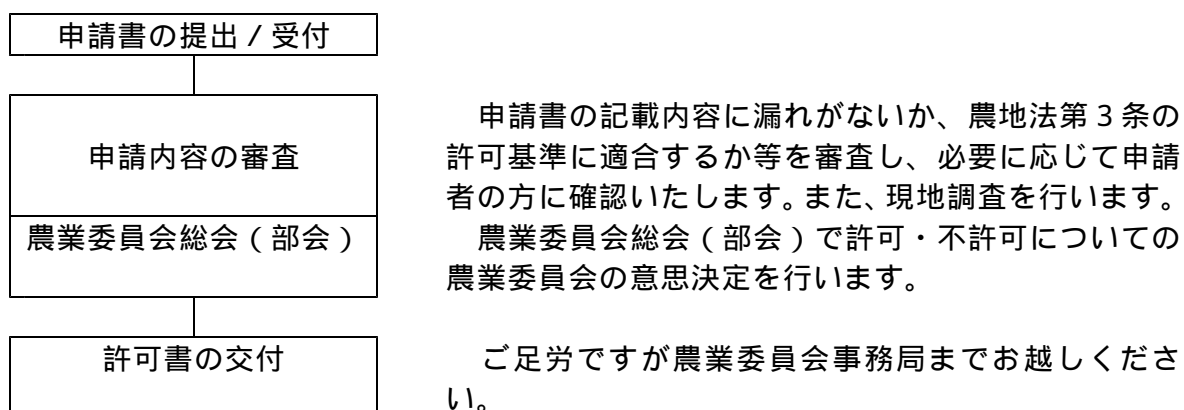 申請書の提出/受付
申請内容の審査
申請書の記載内容に漏れがないか、農地法第3条の
許可基準に適合するか等を審査し、必要に応じて申請
者の方に確認いたします。また、現地調査を行います。
農業委員会総会(部会)
農業委員会総会(部会)で許可・不許可についての
農業委員会の意思決定を行います。
許可書の交付
ご足労ですが農業委員会事務局までお越しくださ
い。